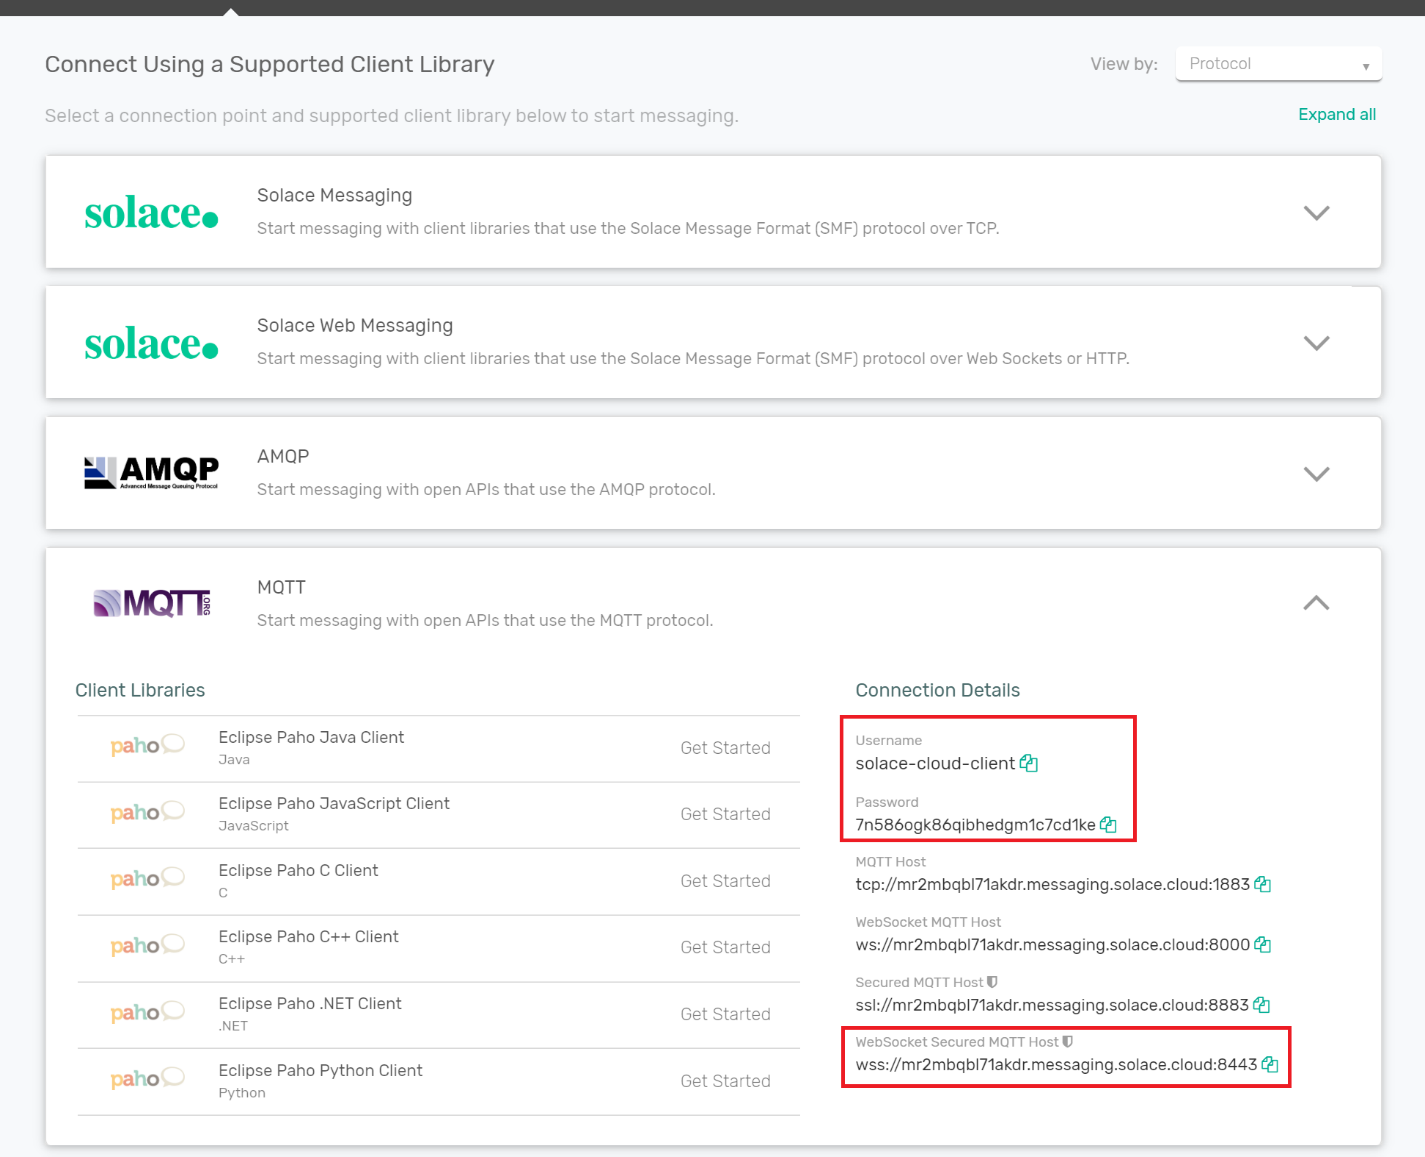 Connect Using a Supported Client Library
View by: Protocol
Select a connection point and supported client library below to start messaging.
Expand all
solace.
Solace Messaging
Start messaging with client libraries that use the Solace Message Format (SMF) protocol over TCP.
solace.
Solace Web Messaging
Start messaging with client libraries that use the Solace Message Format (SMF) protocol over Web Sockets or HTTP.
AMQP
Advanced Message Queuing Protocol
AMQP
Start messaging with open APIs that use the AMQP protocol.
MQTT.ORG
MQTT
Start messaging with open APIs that use the MQTT protocol.
Client Libraries
paho
Eclipse Paho Java Client
Java
Get Started
paho
Eclipse Paho JavaScript Client
JavaScript
Get Started
paho
Eclipse Paho C Client
C
Get Started
paho
Eclipse Paho C++ Client
C++
Get Started
paho
Eclipse Paho .NET Client
.NET
Get Started
paho
Eclipse Paho Python Client
Python
Get Started
Connection Details
Username
solace-cloud-client
Password
7n586ogk86qibhedgm1c7cd1ke
MQTT Host
tcp://mr2mbqbl71akdr.messaging.solace.cloud:1883
WebSocket MQTT Host
ws://mr2mbqbl71akdr.messaging.solace.cloud:8000
Secured MQTT Host
ssl://mr2mbqbl71akdr.messaging.solace.cloud:8883
WebSocket Secured MQTT Host
wss://mr2mbqbl71akdr.messaging.solace.cloud:8443